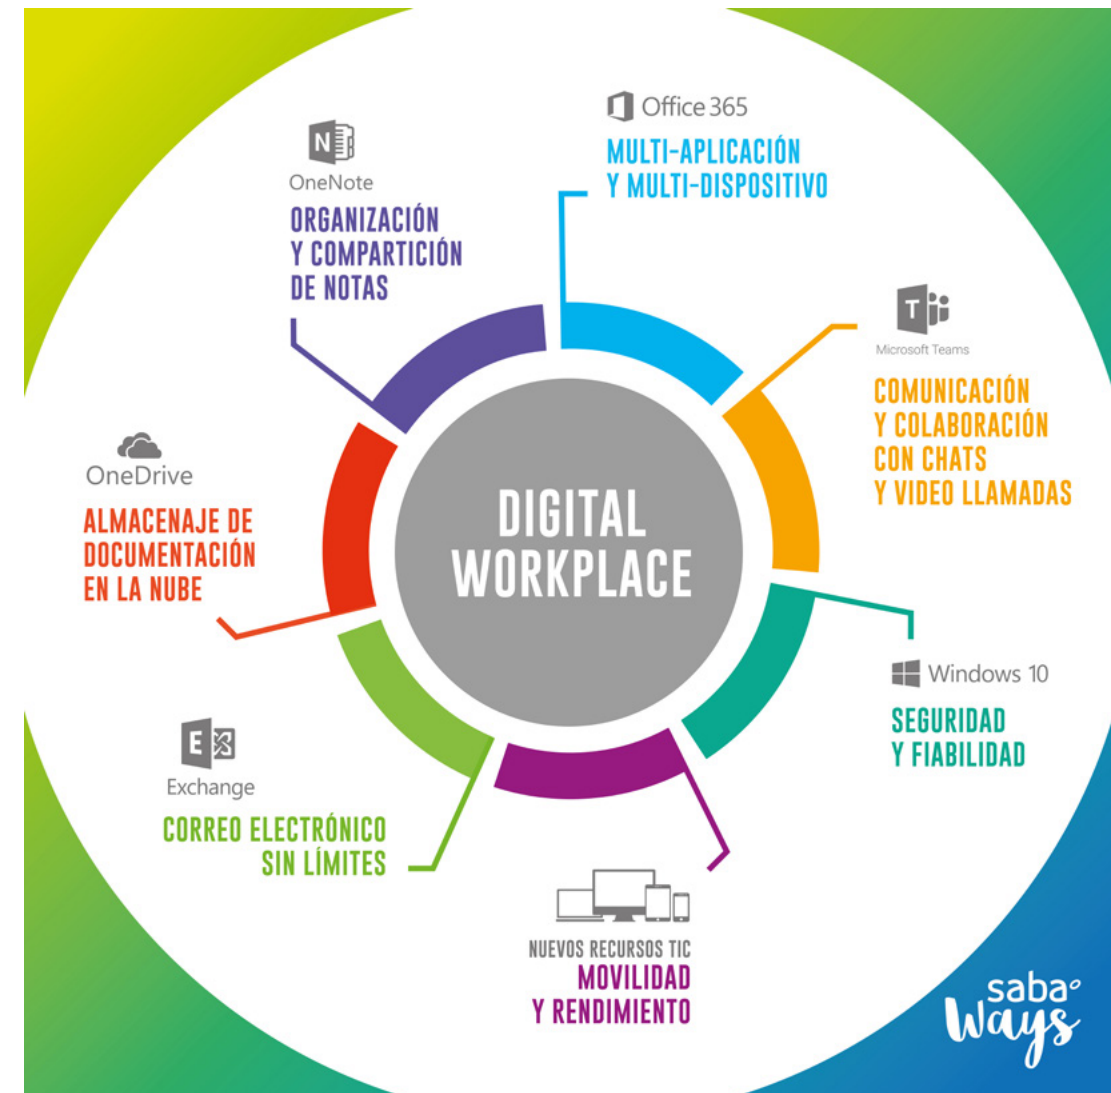 Office 365
MULTI-APLICACIÓN
Y MULTI-DISPOSITIVO
N
OneNote
ORGANIZACIÓN
Y COMPARTICIÓN
DE NOTAS
T
Microsoft Teams
COMUNICACIÓN
Y COLABORACIÓN
CON CHATS
Y VIDEO LLAMADAS
OneDrive
ALMACENAJE DE
DOCUMENTACIÓN
EN LA NUBE
DIGITAL
WORKPLACE
Windows 10
SEGURIDAD
Y FIABILIDAD
E
Exchange
CORREO ELECTRÓNICO
SIN LÍMITES
NUEVOS RECURSOS TIC
MOVILIDAD
Y RENDIMIENTO
saba
Ways